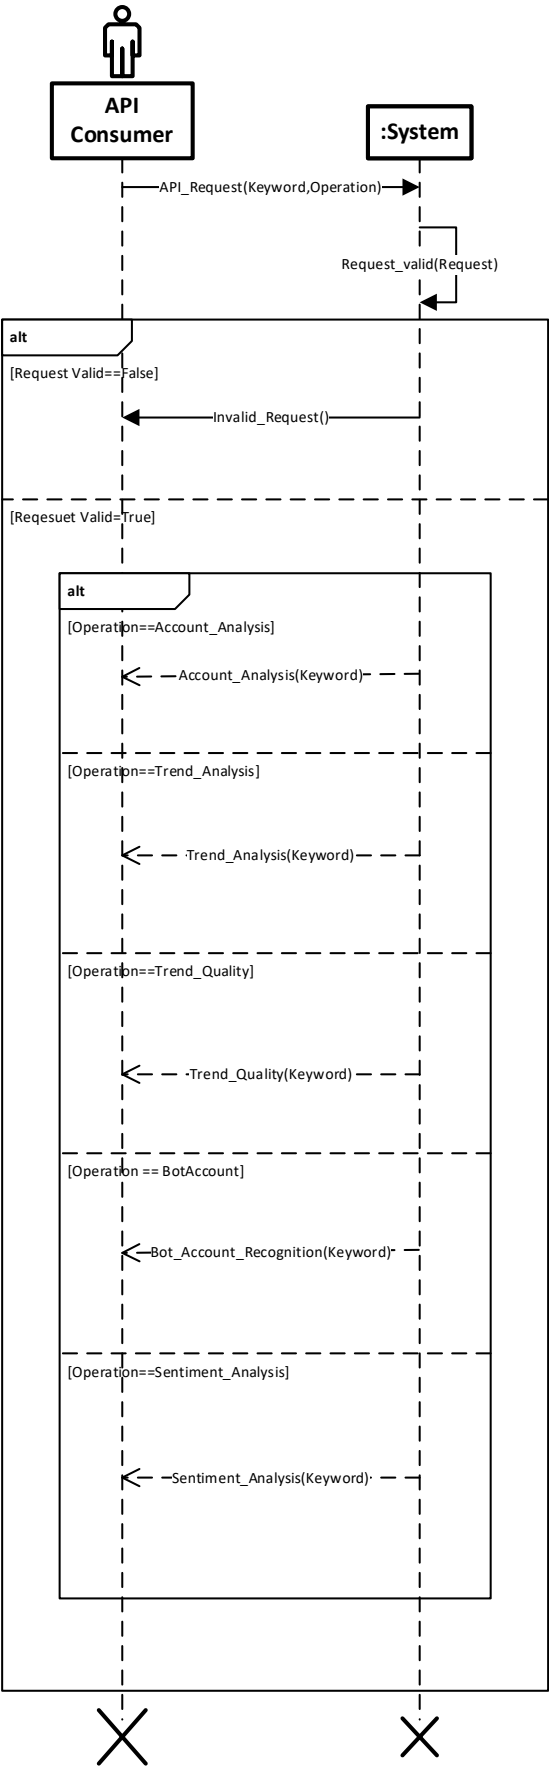 API
Consumer
:System
API_Request(Keyword,Operation)
Request_valid(Request)
alt
[Request Valid==False]
Invalid_Request()
[Reqesuet Valid=True]
alt
[Operation==Account_Analysis]
Account_Analysis(Keyword)
[Operation==Trend_Analysis]
Trend_Analysis(Keyword)
[Operation==Trend_Quality]
Trend_Quality(Keyword)
[Operation == BotAccount]
Bot_Account_Recognition(Keyword)
[Operation==Sentiment_Analysis]
Sentiment_Analysis(Keyword)